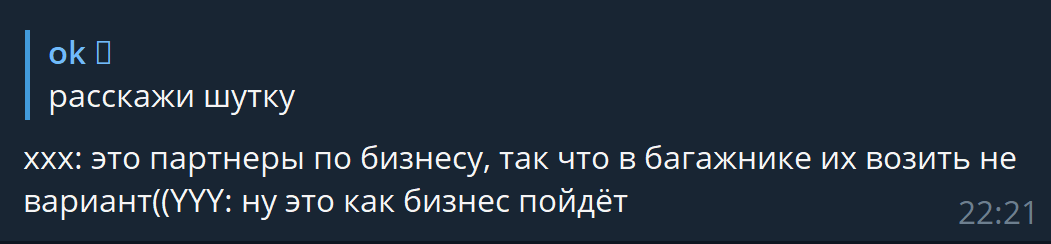 ok
расскажи шутку
xxx: это партнеры по бизнесу, так что в багажнике их возить не
вариант((YYY: ну это как бизнес пойдёт
22:21